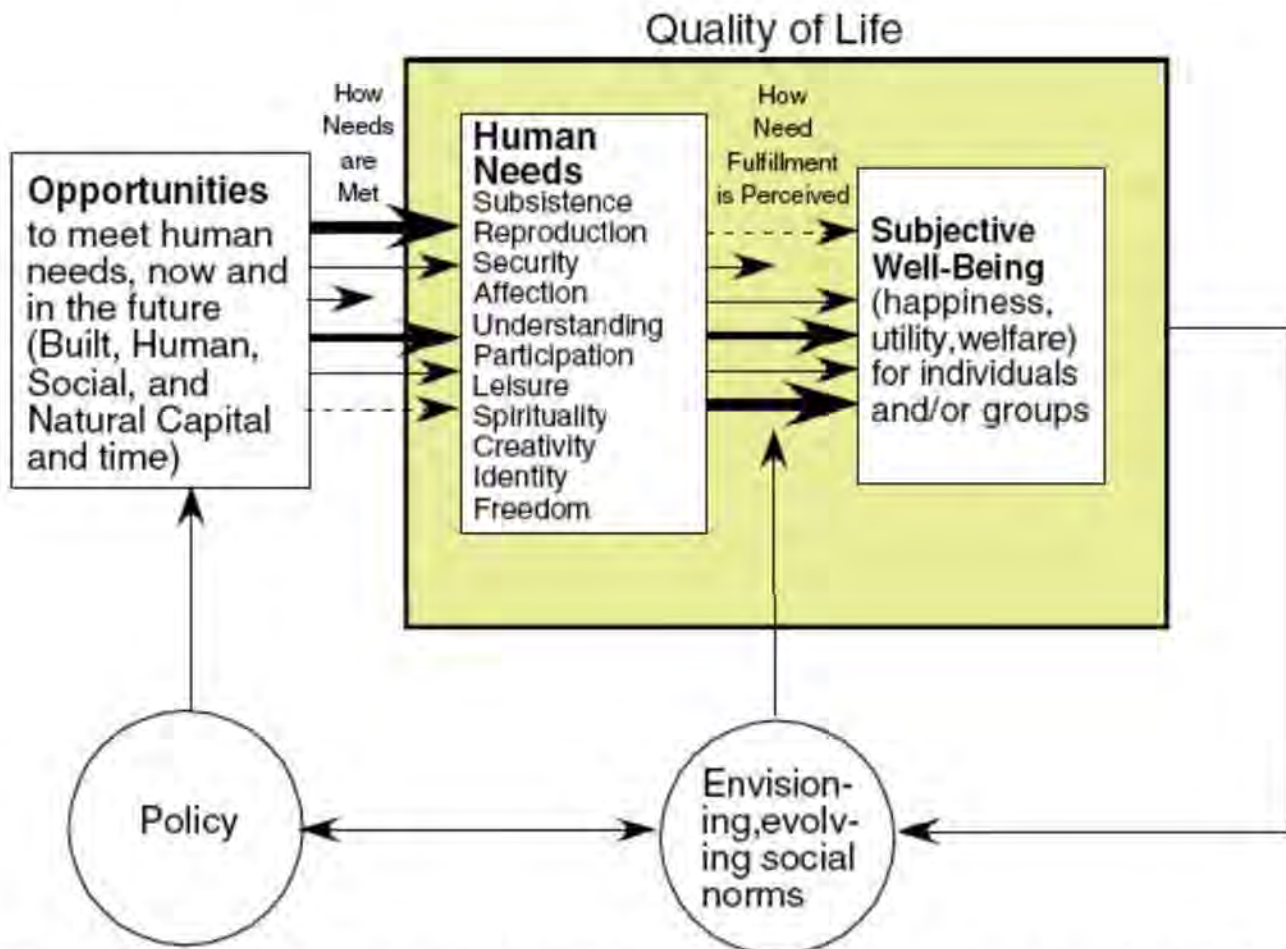 Quality of Life
How
Needs
are
Met
How
Need
Fulfillment
is Perceived
Opportunities
to meet human
needs, now and
in the future
(Built, Human,
Social, and
Natural Capital
and time)
Human
Needs
Subsistence
Reproduction
Security
Affection
Understanding
Participation
Leisure
Spirituality
Creativity
Identity
Freedom
Subjective
Well-Being
(happiness,
utility,welfare)
for individuals
and/or groups
Policy
Envision-
ing,evolv-
ing social
norms